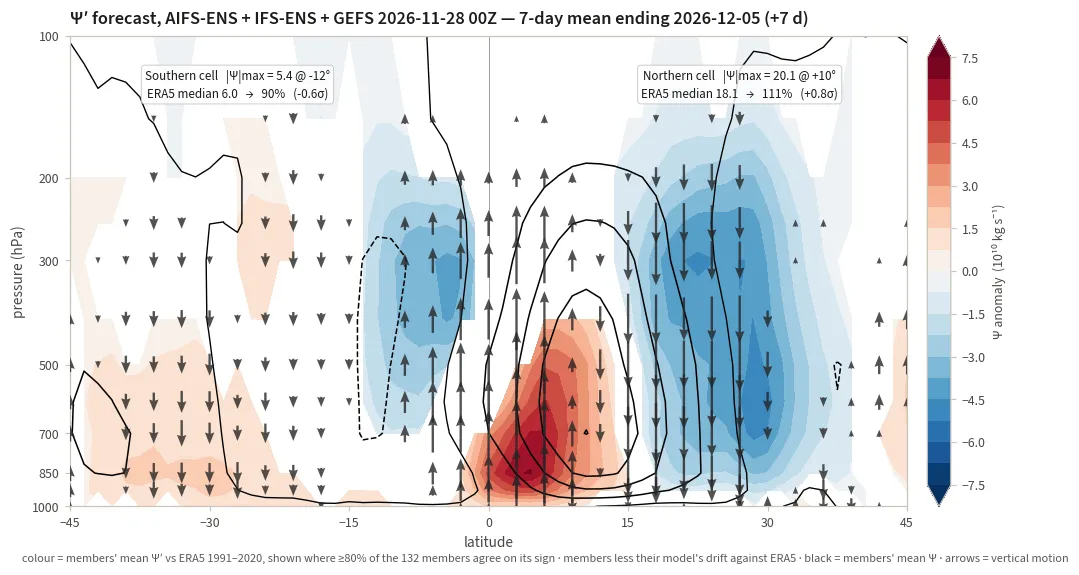 Ψ′ forecast, AIFS-ENS + IFS-ENS + GEFS 2026-11-28 00Z — 7-day mean ending 2026-12-05 (+7 d)
Southern cell |Ψ|max = 5.4 @ -12°
ERA5 median 6.0 → 90% (-0.6σ)
Northern cell |Ψ|max = 20.1 @ +10°
ERA5 median 18.1 → 111% (+0.8σ)
pressure (hPa)
100
200
300
500
700
850
1000
−45
−30
−15
0
15
30
45
latitude
7.5
6.0
4.5
3.0
1.5
0.0
−1.5
−3.0
−4.5
−6.0
−7.5
Ψ anomaly (10¹⁰ kg s⁻¹)
colour = members' mean Ψ′ vs ERA5 1991–2020, shown where ≥80% of the 132 members agree on its sign · members less their model's drift against ERA5 · black = members' mean Ψ · arrows = vertical motion